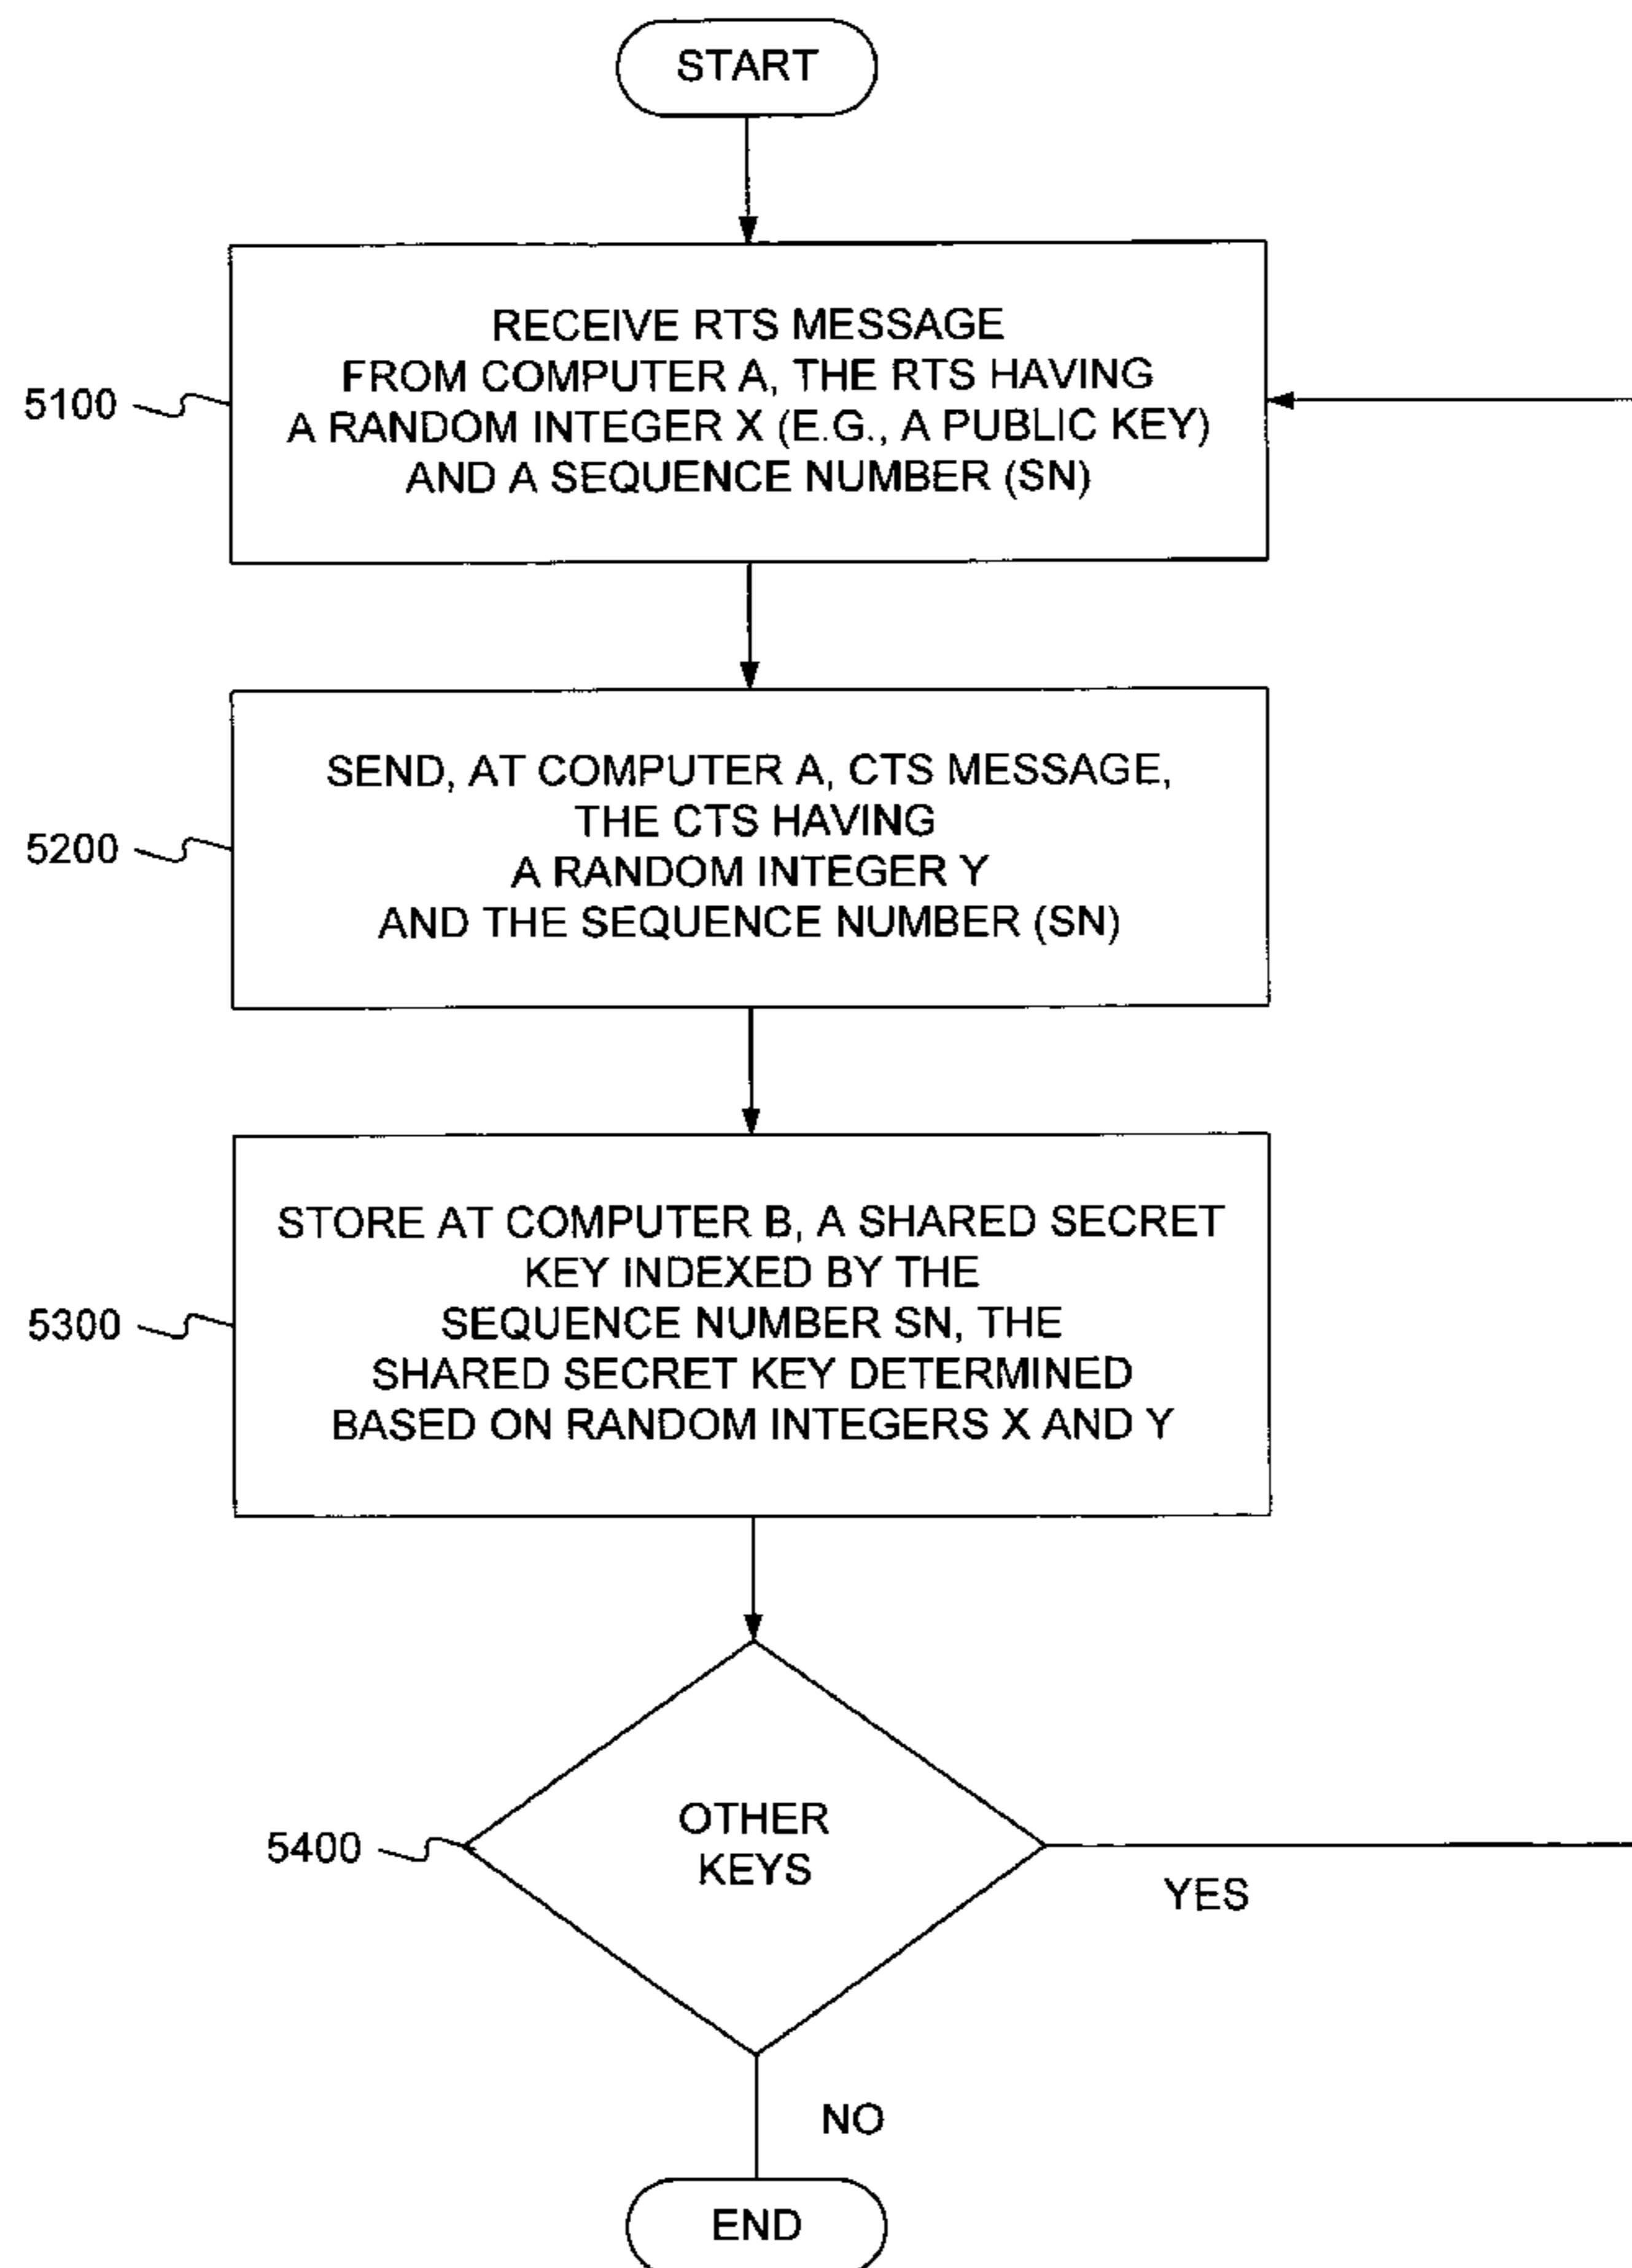 START
RECEIVE RTS MESSAGE
FROM COMPUTER A, THE RTS HAVING
A RANDOM INTEGER X (E.G., A PUBLIC KEY)
AND A SEQUENCE NUMBER (SN)
5100
SEND, AT COMPUTER A, CTS MESSAGE,
THE CTS HAVING
A RANDOM INTEGER Y
AND THE SEQUENCE NUMBER (SN)
5200
STORE AT COMPUTER B, A SHARED SECRET
KEY INDEXED BY THE
SEQUENCE NUMBER SN, THE
SHARED SECRET KEY DETERMINED
BASED ON RANDOM INTEGERS X AND Y
5300
OTHER
KEYS
5400
YES
NO
END